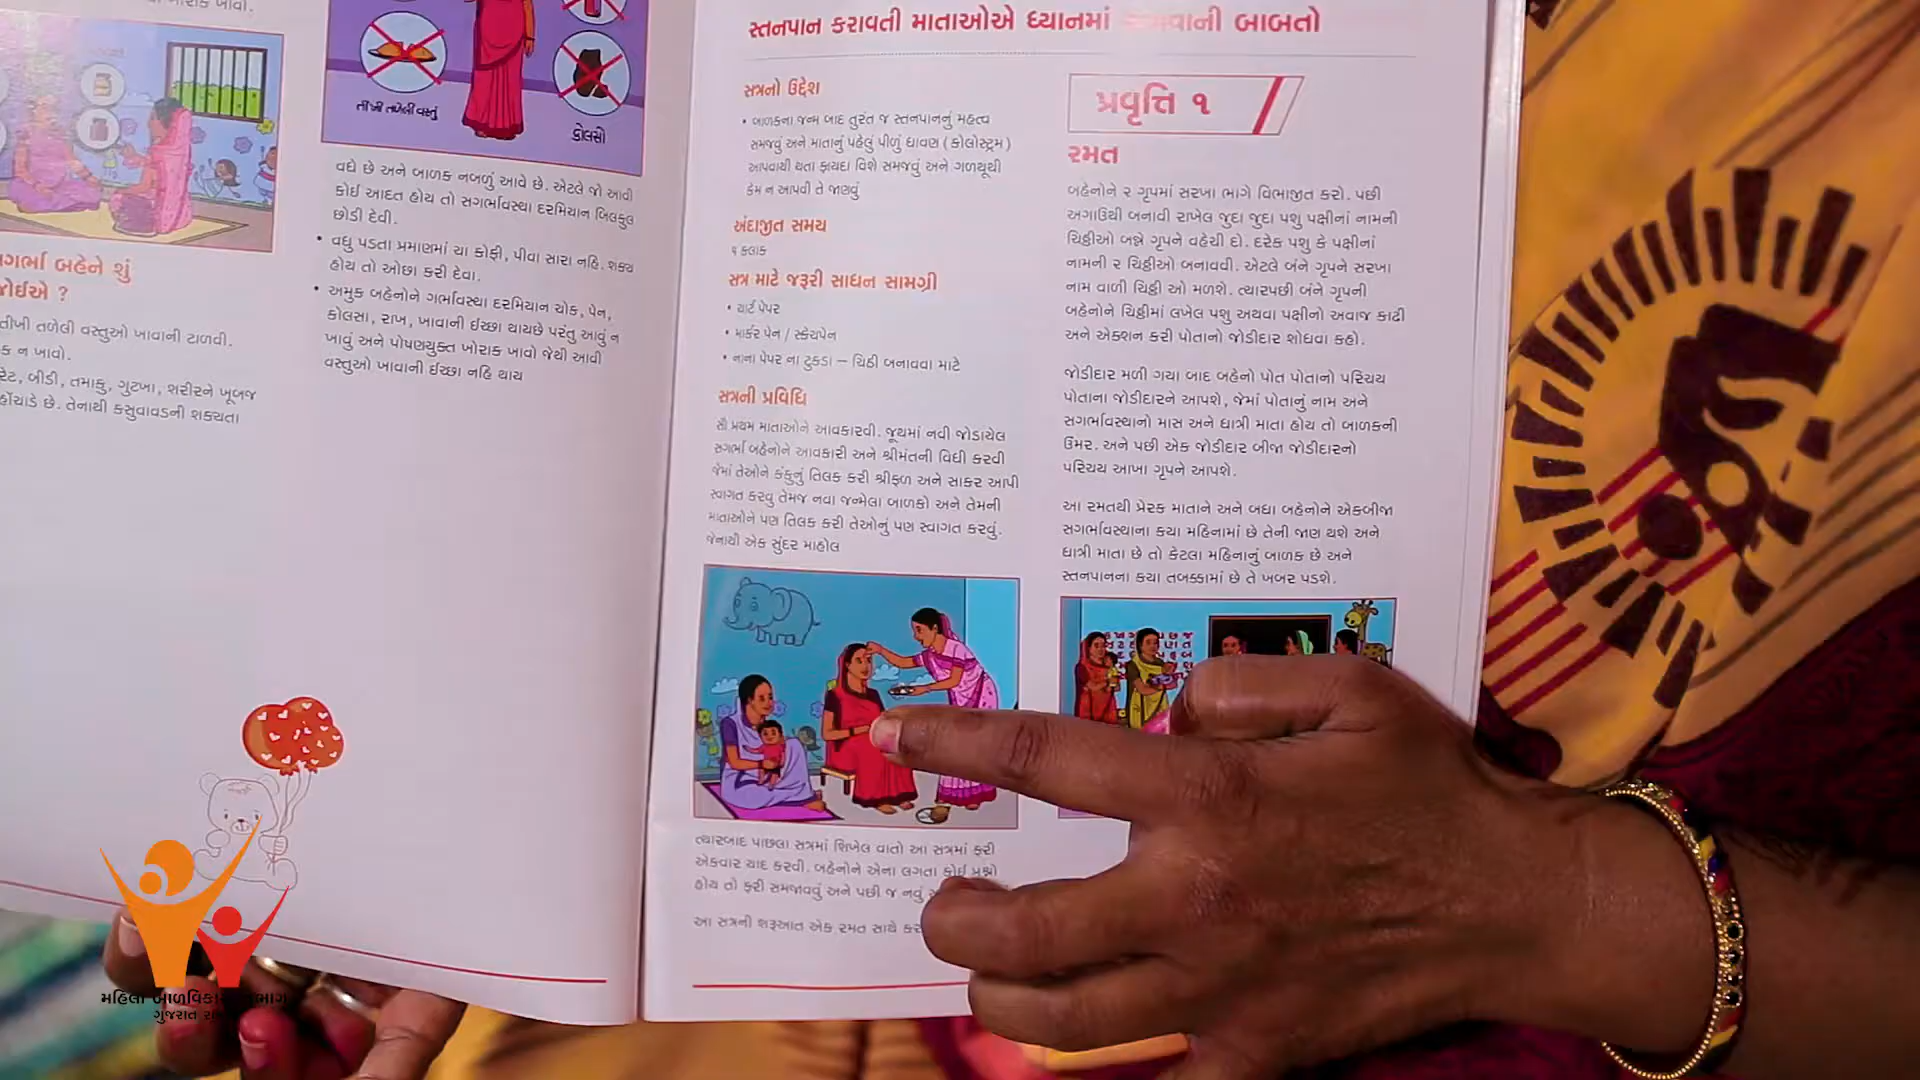 ખાવો.
તીખી તળેલી વસ્તું
કોલસો
વધે છે અને બાળક નબળું આવે છે. એટલે જો આવી
કોઈ આદત હોય તો સગર્ભાવસ્થા દરમિયાન બિલકુલ
છોડી દેવી.
• વધુ પડતા પ્રમાણમાં ચા કોફી, પીવા સારા નહિ. શક્ય
હોય તો ઓછા કરી દેવા.
• અમુક બહેનોને ગર્ભાવસ્થા દરમિયાન ચોક, પેન,
કોલસા, રાખ, ખાવાની ઈચ્છા થાયછે પરંતુ આવું ન
ખાવું અને પોષણયુક્ત ખોરાક ખાવો જેથી આવી
વસ્તુઓ ખાવાની ઈચ્છા નહિ થાય
બહેને શું
જોઈએ ?
તીખી તળેલી વસ્તુઓ ખાવાની ટાળવી.
ન ખાવો.
બીડી, તમાકુ, ગુટખા, શરીરને ખૂબજ
છે. તેનાથી કસુવાવડની શક્યતા
સ્તનપાન કરાવતી માતાઓએ ધ્યાનમાં બાબતો
સત્રનો ઉદ્દેશ
• બાળકના જન્મ બાદ તુરંત જ સ્તનપાનનું મહત્વ
સમજવું અને માતાનું પહેલું પીળું ધાવણ (કોલોસ્ટ્રમ)
આપવાથી થતા ફાયદા વિશે સમજવું અને ગળથૂથી
કેમ ન આપવી તે જાણવું
અંદાજીત સમય
૧ કલાક
સત્ર માટે જરૂરી સાધન સામગ્રી
• ચાર્ટ પેપર
• માર્કર પેન / સ્કેચપેન
• નાના પેપર ના ટુકડા – ચિઠ્ઠી બનાવવા માટે
સત્રની પ્રવિધિ
સૌ પ્રથમ માતાઓને આવકારવી. જૂથમાં નવી જોડાયેલ
સગર્ભા બહેનોને આવકારી અને શ્રીમંતની વિધી કરવી
જેમાં તેઓને કંકુનું તિલક કરી શ્રીફળ અને સાકર આપી
સ્વાગત કરવું તેમજ નવા જન્મેલા બાળકો અને તેમની
માતાઓને પણ તિલક કરી તેઓનું પણ સ્વાગત કરવું.
જેનાથી એક સુંદર માહોલ
ત્યારબાદ પાછલા સત્રમાં શિખેલ વાતો આ સત્રમાં ફરી
એકવાર યાદ કરવી. બહેનોને એના લગતા કોઈ પ્રશ્નો
હોય તો ફરી સમજાવવું અને પછી જ નવું
આ સત્રની શરૂઆત એક રમત સાથે
પ્રવૃત્તિ ૧
રમત
બહેનોને ૨ ગૃપમાં સરખા ભાગે વિભાજીત કરો. પછી
અગાઉથી બનાવી રાખેલ જુદા જુદા પશુ પક્ષીનાં નામની
ચિઠ્ઠીઓ બન્ને ગૃપને વહેંચી દો. દરેક પશુ કે પક્ષીનાં
નામની ૨ ચિઠ્ઠીઓ બનાવવી. એટલે બંને ગૃપને સરખા
નામ વાળી ચિઠ્ઠી ઓ મળશે. ત્યારપછી બંને ગૃપની
બહેનોને ચિઠ્ઠીમાં લખેલ પશુ અથવા પક્ષીનો અવાજ કાઢી
અને એક્શન કરી પોતાનો જોડીદાર શોધવા કહો.
જોડીદાર મળી ગયા બાદ બહેનો પોત પોતાનો પરિચય
પોતાના જોડીદારને આપશે, જેમાં પોતાનું નામ અને
સગર્ભાવસ્થાનો માસ અને ધાત્રી માતા હોય તો બાળકની
ઉંમર. અને પછી એક જોડીદાર બીજા જોડીદારનો
પરિચય આખા ગૃપને આપશે.
આ રમતથી પ્રેરક માતાને અને બધા બહેનોને એકબીજા
સગર્ભાવસ્થાના ક્યા મહિનામાં છે તેની જાણ થશે અને
ધાત્રી માતા છે તો કેટલા મહિનાનું બાળક છે અને
સ્તનપાનના ક્યા તબક્કામાં છે તે ખબર પડશે.
મહિલા
ગુજરાત